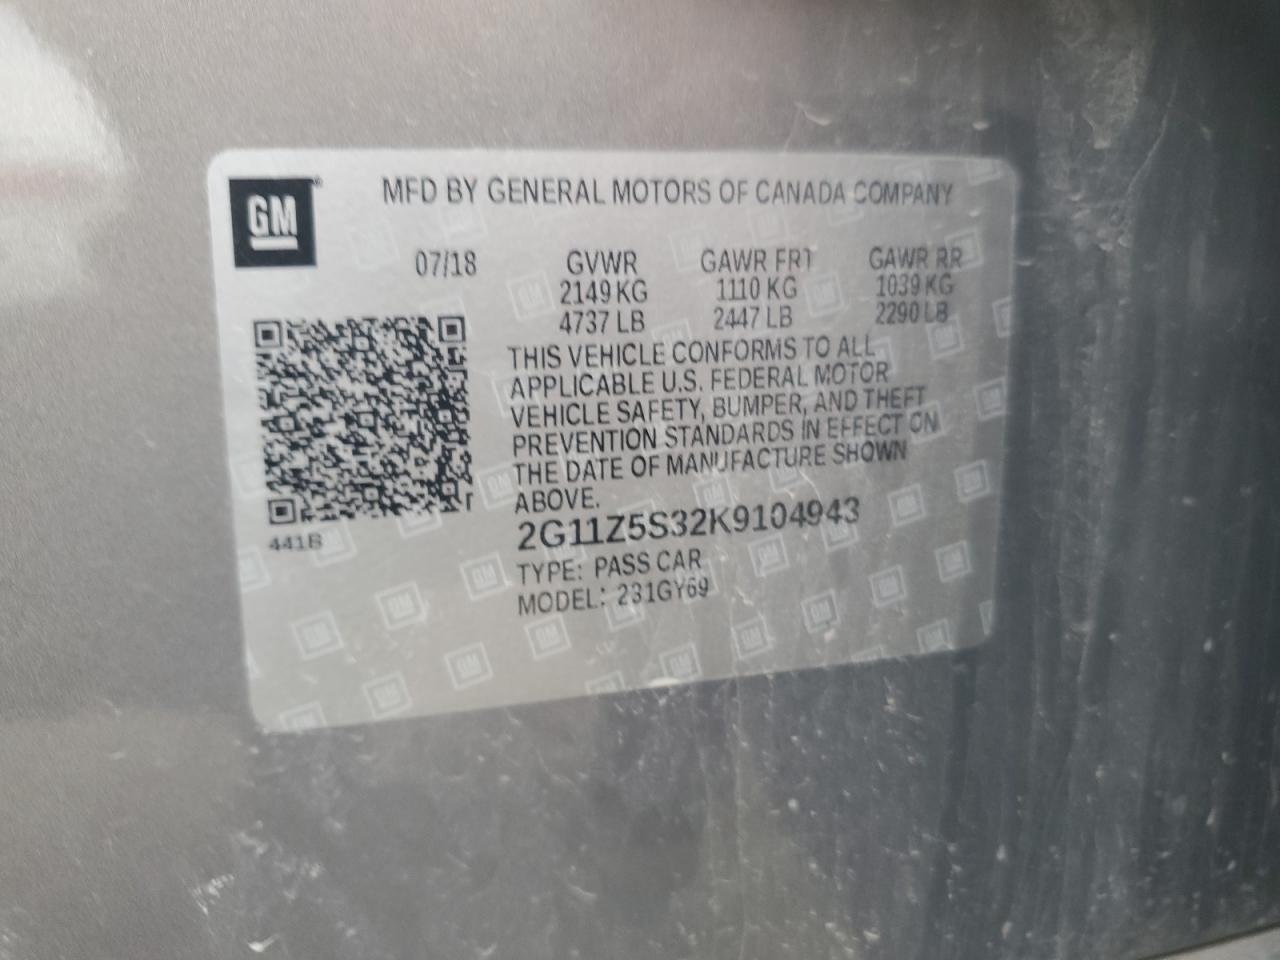 GM
MFD BY GENERAL MOTORS OF CANADA COMPANY
07/18 GVWR GAWR FRT GAWR RR
2149 KG 1110 KG 1039 KG
4737 LB 2447 LB 2290 LB
THIS VEHICLE CONFORMS TO ALL
APPLICABLE U.S. FEDERAL MOTOR
VEHICLE SAFETY, BUMPER, AND THEFT
PREVENTION STANDARDS IN EFFECT ON
THE DATE OF MANUFACTURE SHOWN
ABOVE.
441B
2G11Z5S32K9104943
TYPE: PASS CAR
MODEL: 231GY69